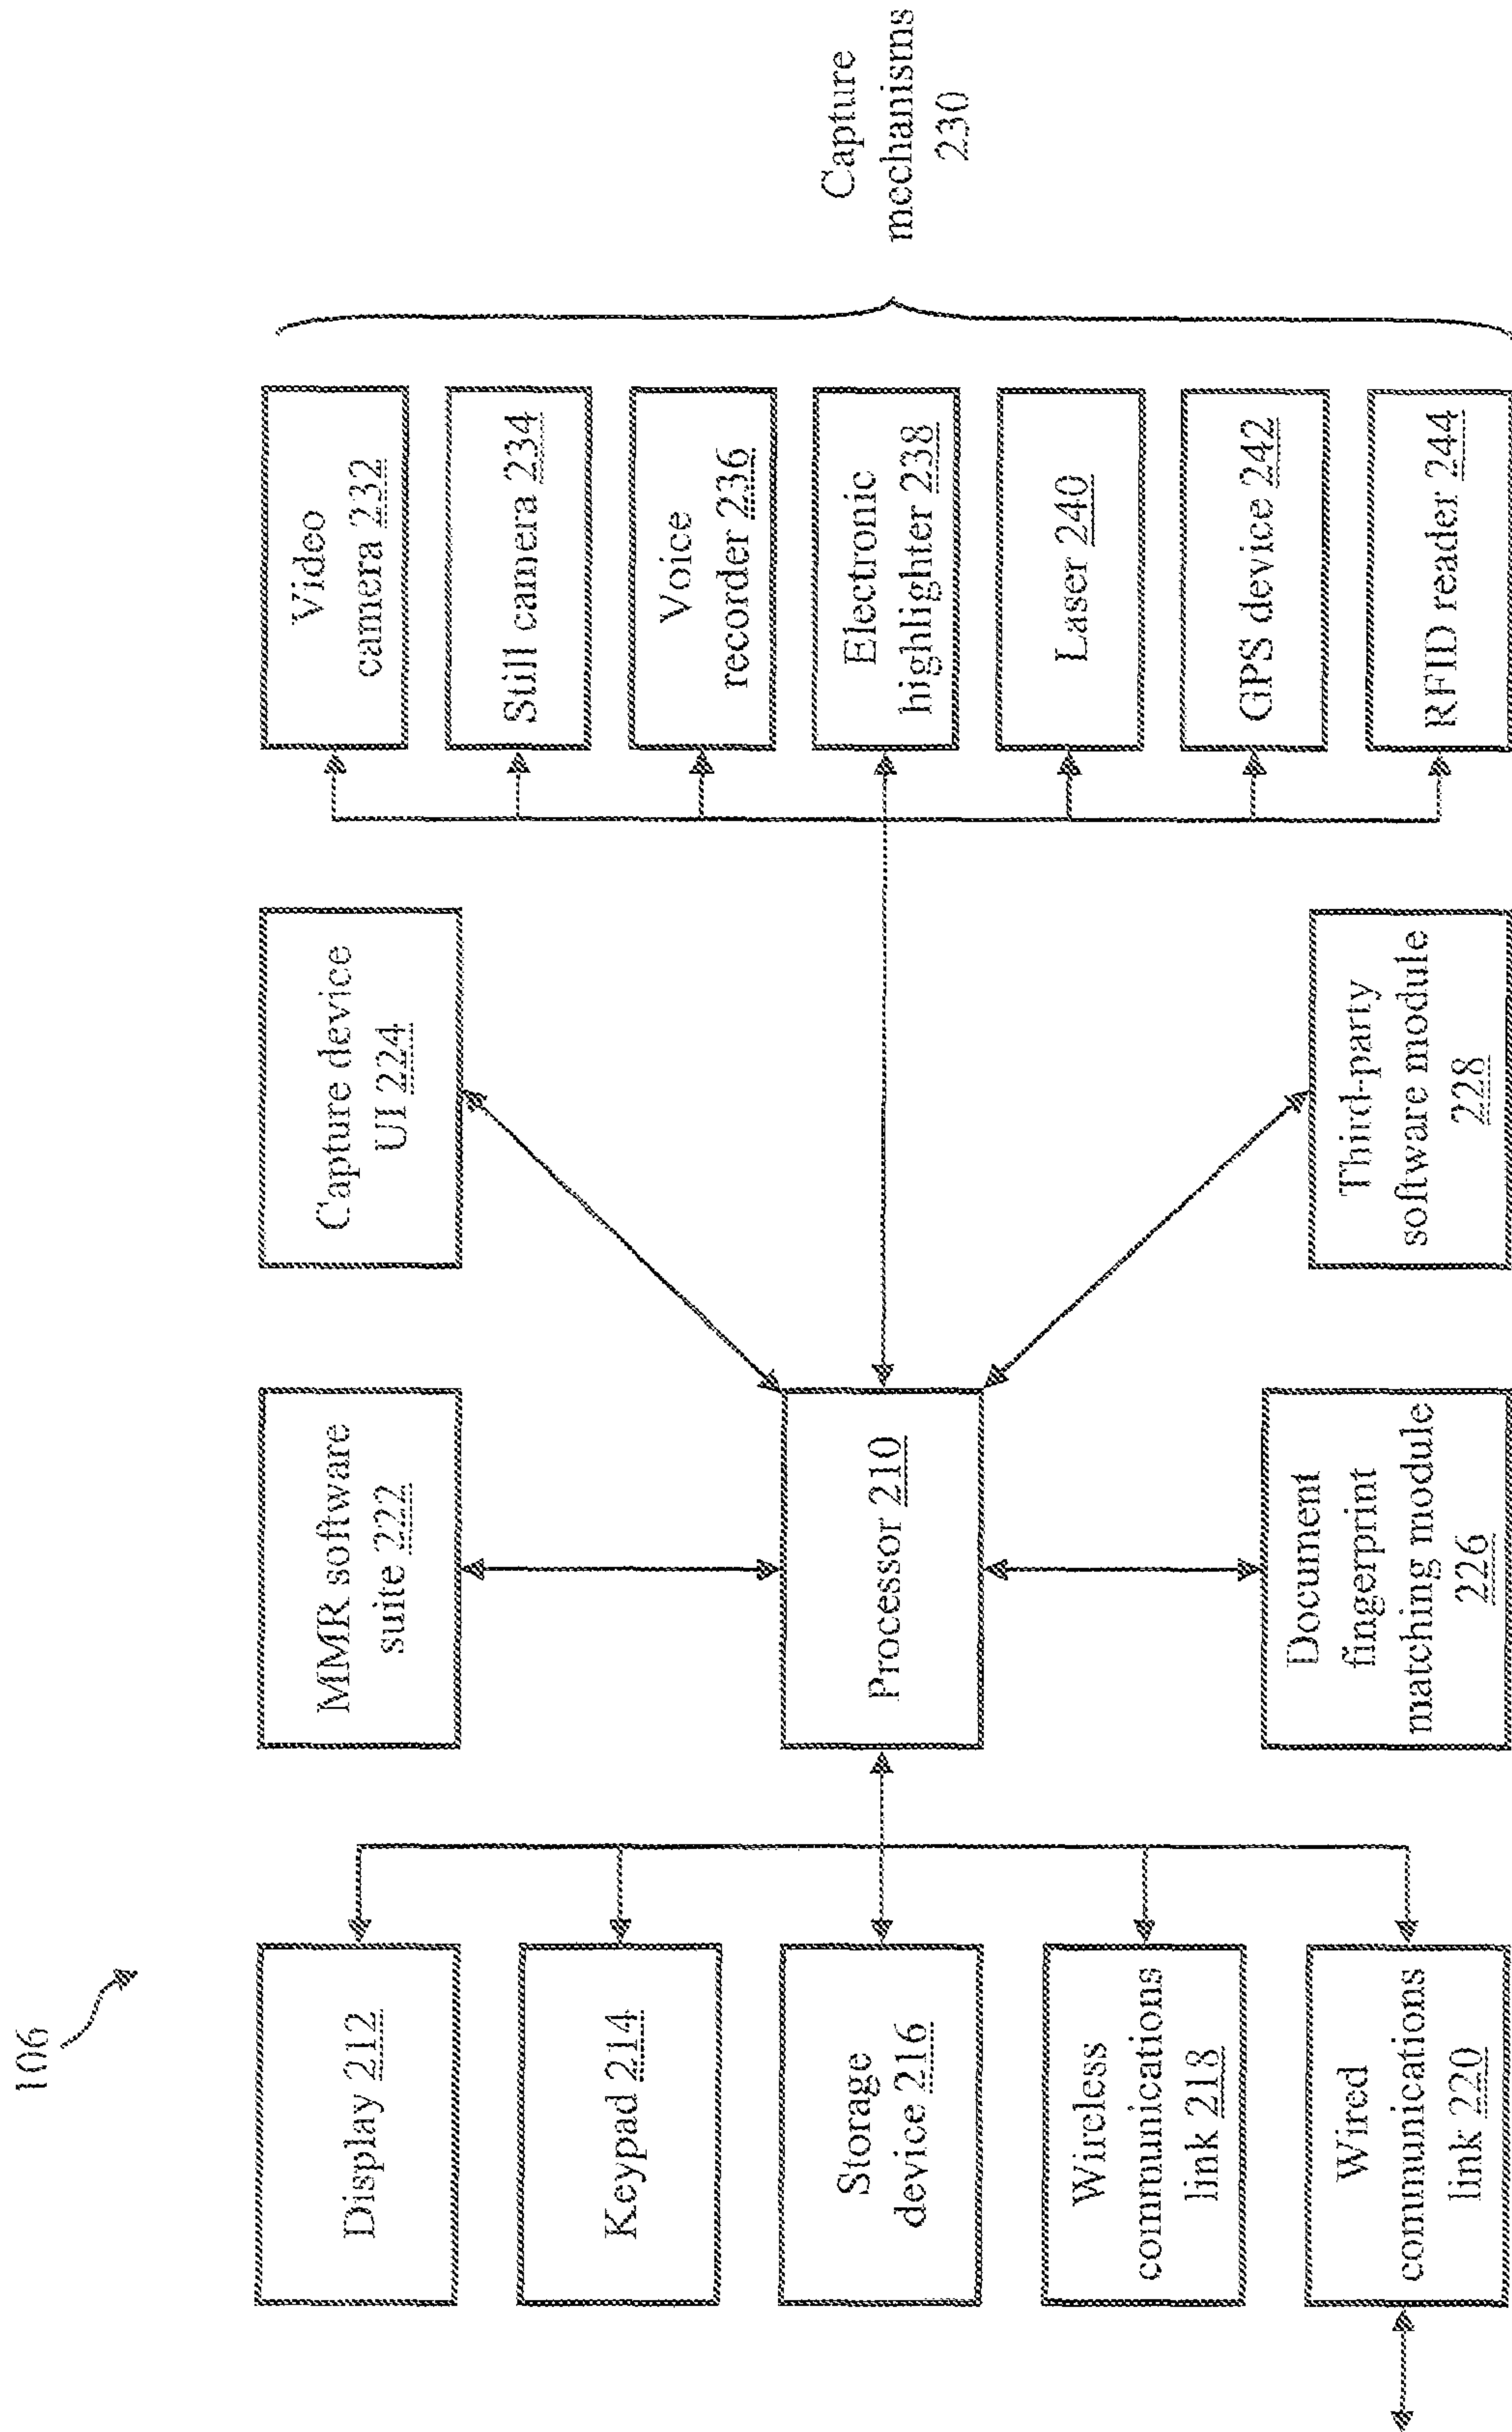 106
Display 212
Keypad 214
Storage
device 216
Wireless
communications
link 218
Wired
communications
link 220
MMR software
suite 222
Processor 210
Document
fingerprint
matching module
226
Capture device
UI 224
Third-party
software module
228
Video
camera 232
Still camera 234
Voice
recorder 236
Electronic
highlighter 238
Laser 240
GPS device 242
RFID reader 244
Capture
mechanisms
230